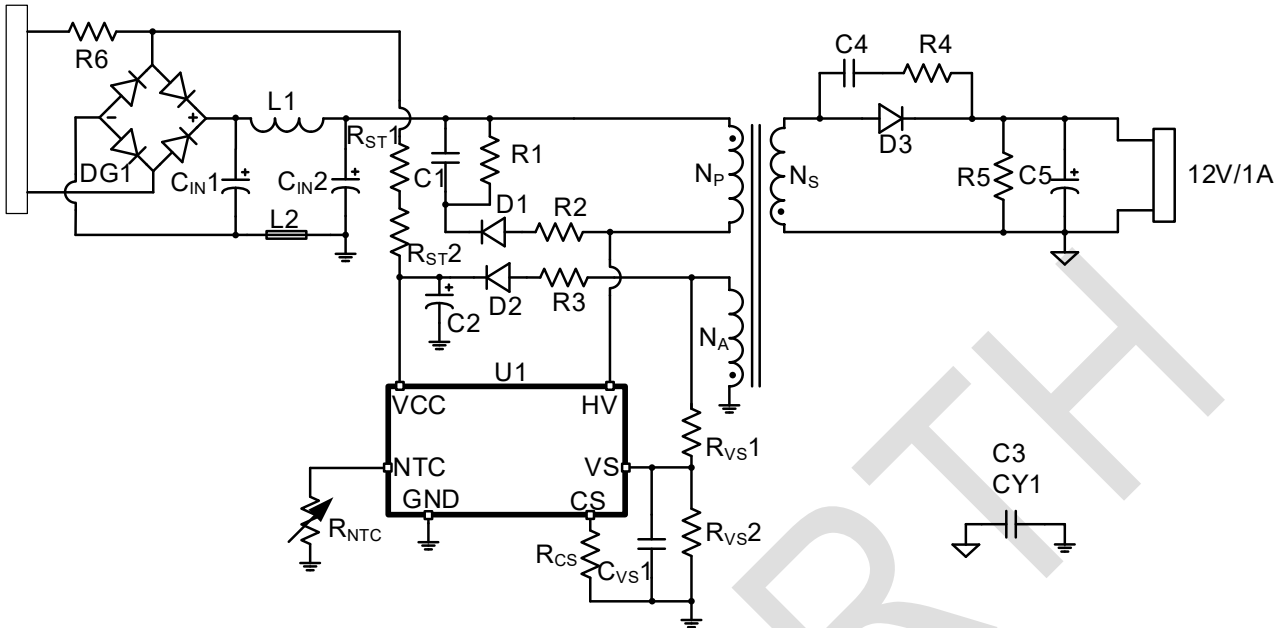 R6
C4
R4
L1
RST1
C1
R1
NP
NS
D3
R5
C5
12V/1A
DG1
-
+
CIN1
+
CIN2
+
+
D1
R2
L2
RST2
D2
R3
C2
+
NA
U1
VCC
HV
NTC
VS
GND
CS
RVS1
RNTC
RCS
CVS1
RVS2
C3
CY1
RTH